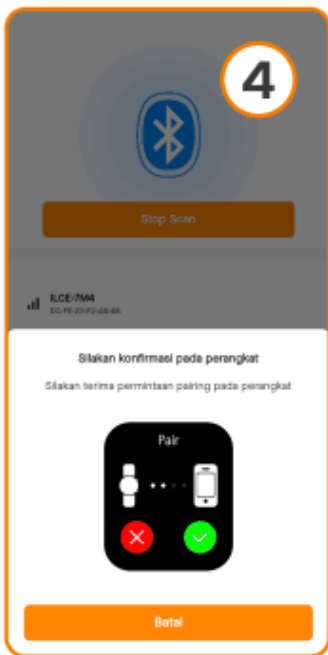 4
Stop Scan
ILCE-7M4
Silakan konfirmasi pada perangkat
Silakan terima permintaan pairing pada perangkat
Pair
Batal